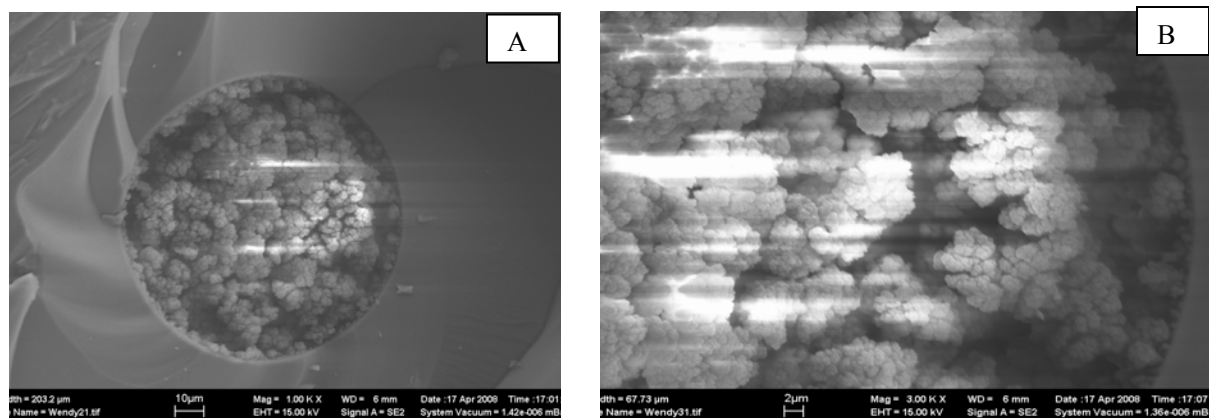 A
dth = 203.2 µm 10µm Mag = 1.00 K X WD = 6 mm Date :17 Apr 2008 Time :17:01:
e Name = Wendy21.tif EHT = 15.00 kV Signal A = SE2 System Vacuum = 1.42e-006 mB
B
dth = 67.73 µm 2µm Mag = 3.00 K X WD = 6 mm Date :17 Apr 2008 Time :17:07
e Name = Wendy31.tif EHT = 15.00 kV Signal A = SE2 System Vacuum = 1.36e-006 mB